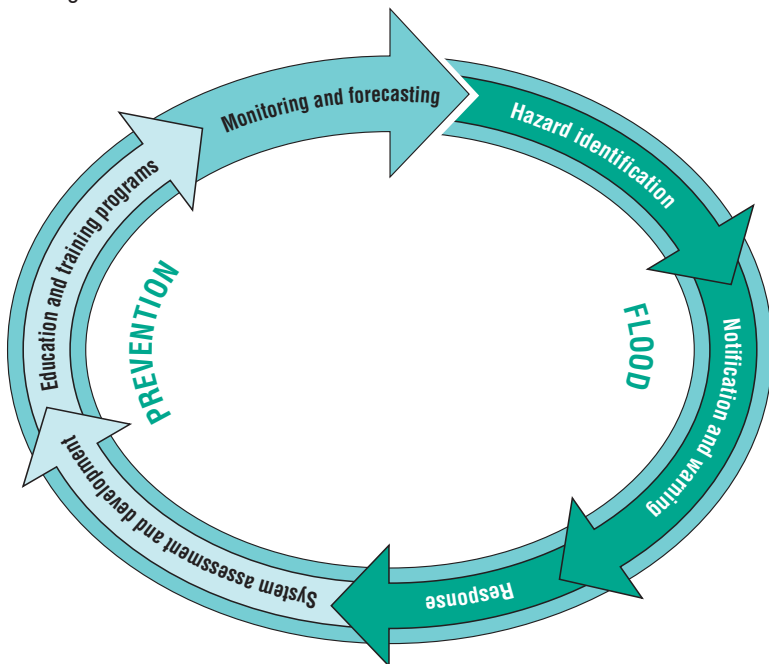 Monitoring and forecasting
Hazard identification
Notification and warning
Response
System assessment and development
Education and training programs
PREVENTION
FLOOD